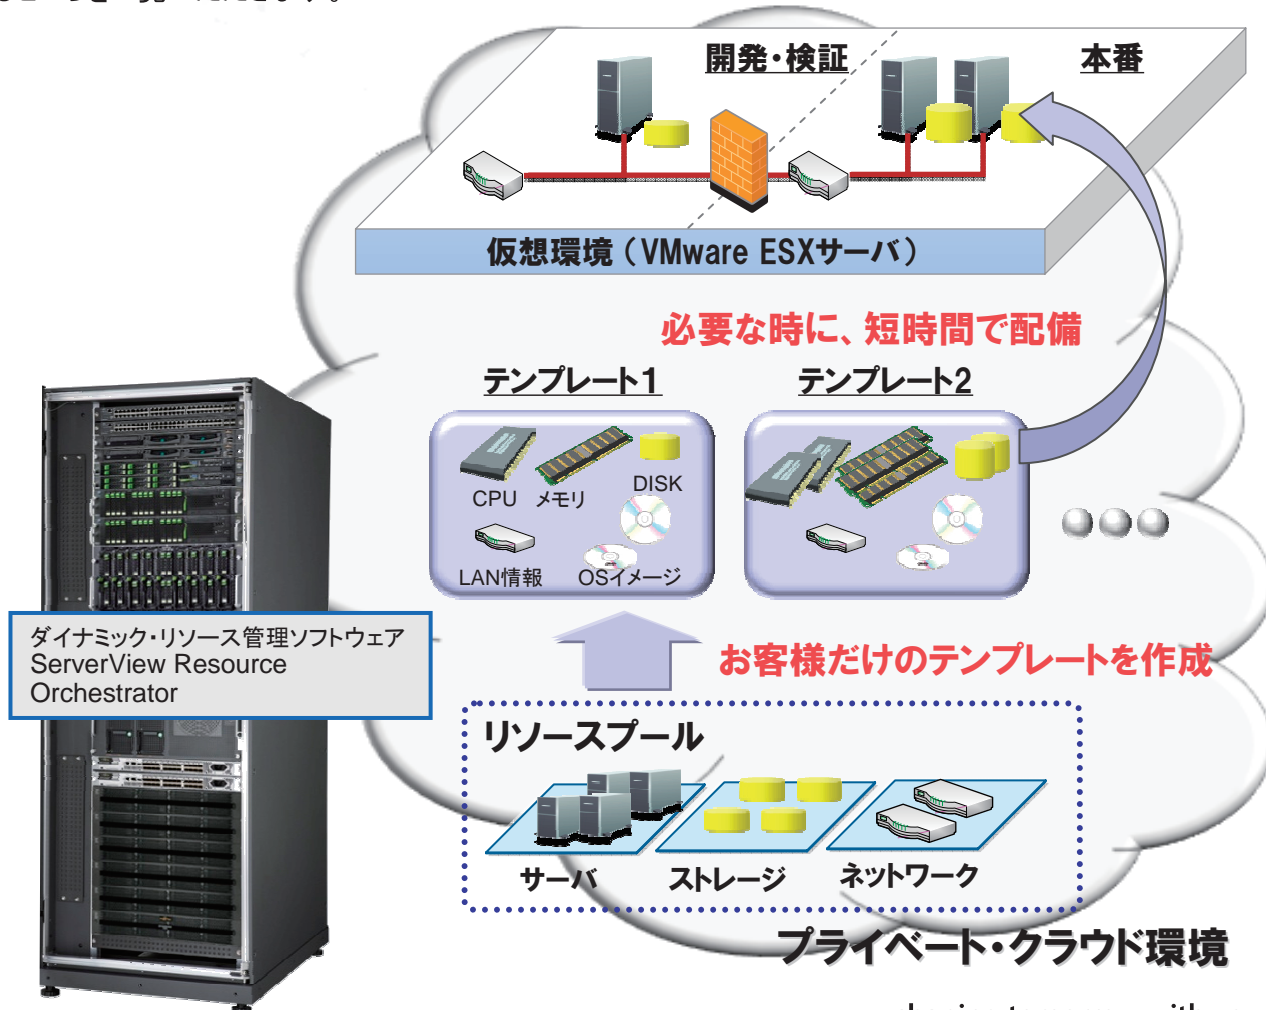 開発・検証
本番
仮想環境（VMware ESXサーバ）
必要な時に、短時間で配備
テンプレート1
テンプレート2
CPU
メモリ
DISK
LAN情報
OSイメージ
ダイナミック・リソース管理ソフトウェア
ServerView Resource
Orchestrator
お客様だけのテンプレートを作成
リソースプール
サーバ
ストレージ
ネットワーク
プライベート・クラウド環境